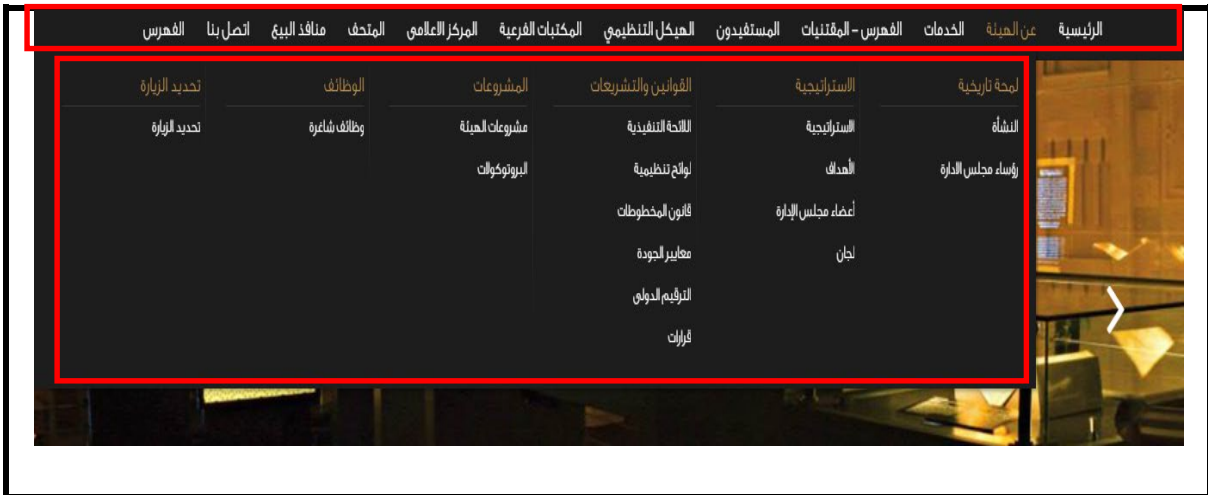 الرئيسية عن الهيئة الخدمات الفهرس - المقتنيات المستفيدون الهيكل التنظيمي المكتبات الفرعية المركز الاعلامى المتحف منافذ البيع اتصل بنا الفهرس
لمحة تاريخية الاستراتيجية القوانين والتشريعات المشروعات الوظائف تحديد الزيارة
النشأة الاستراتيجية اللائحة التنفيذية مشروعات الهيئة وظائف شاغرة تحديد الزيارة
رؤساء مجلس الادارة الأهداف لوائح تنظيمية البروتوكولات
أعضاء مجلس الإدارة قانون المخطوطات
لجان معايير الجودة
الترقيم الدولى
قرارات